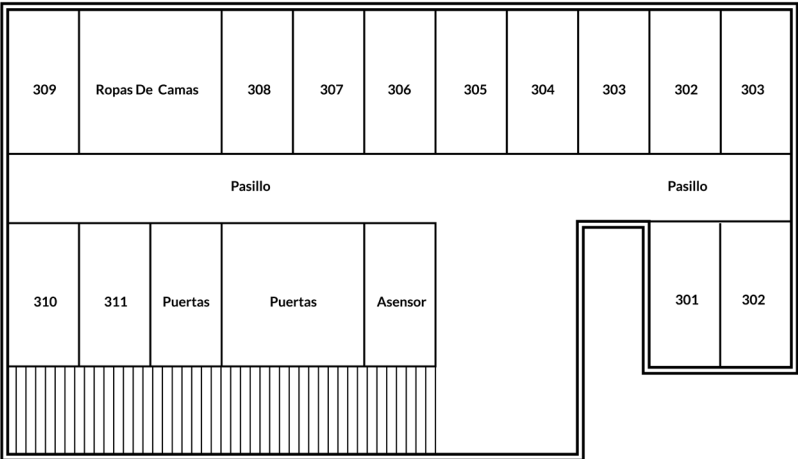 309
Ropas De Camas
308
307
306
305
304
303
302
303
Pasillo
Pasillo
310
311
Puertas
Puertas
Asensor
301
302